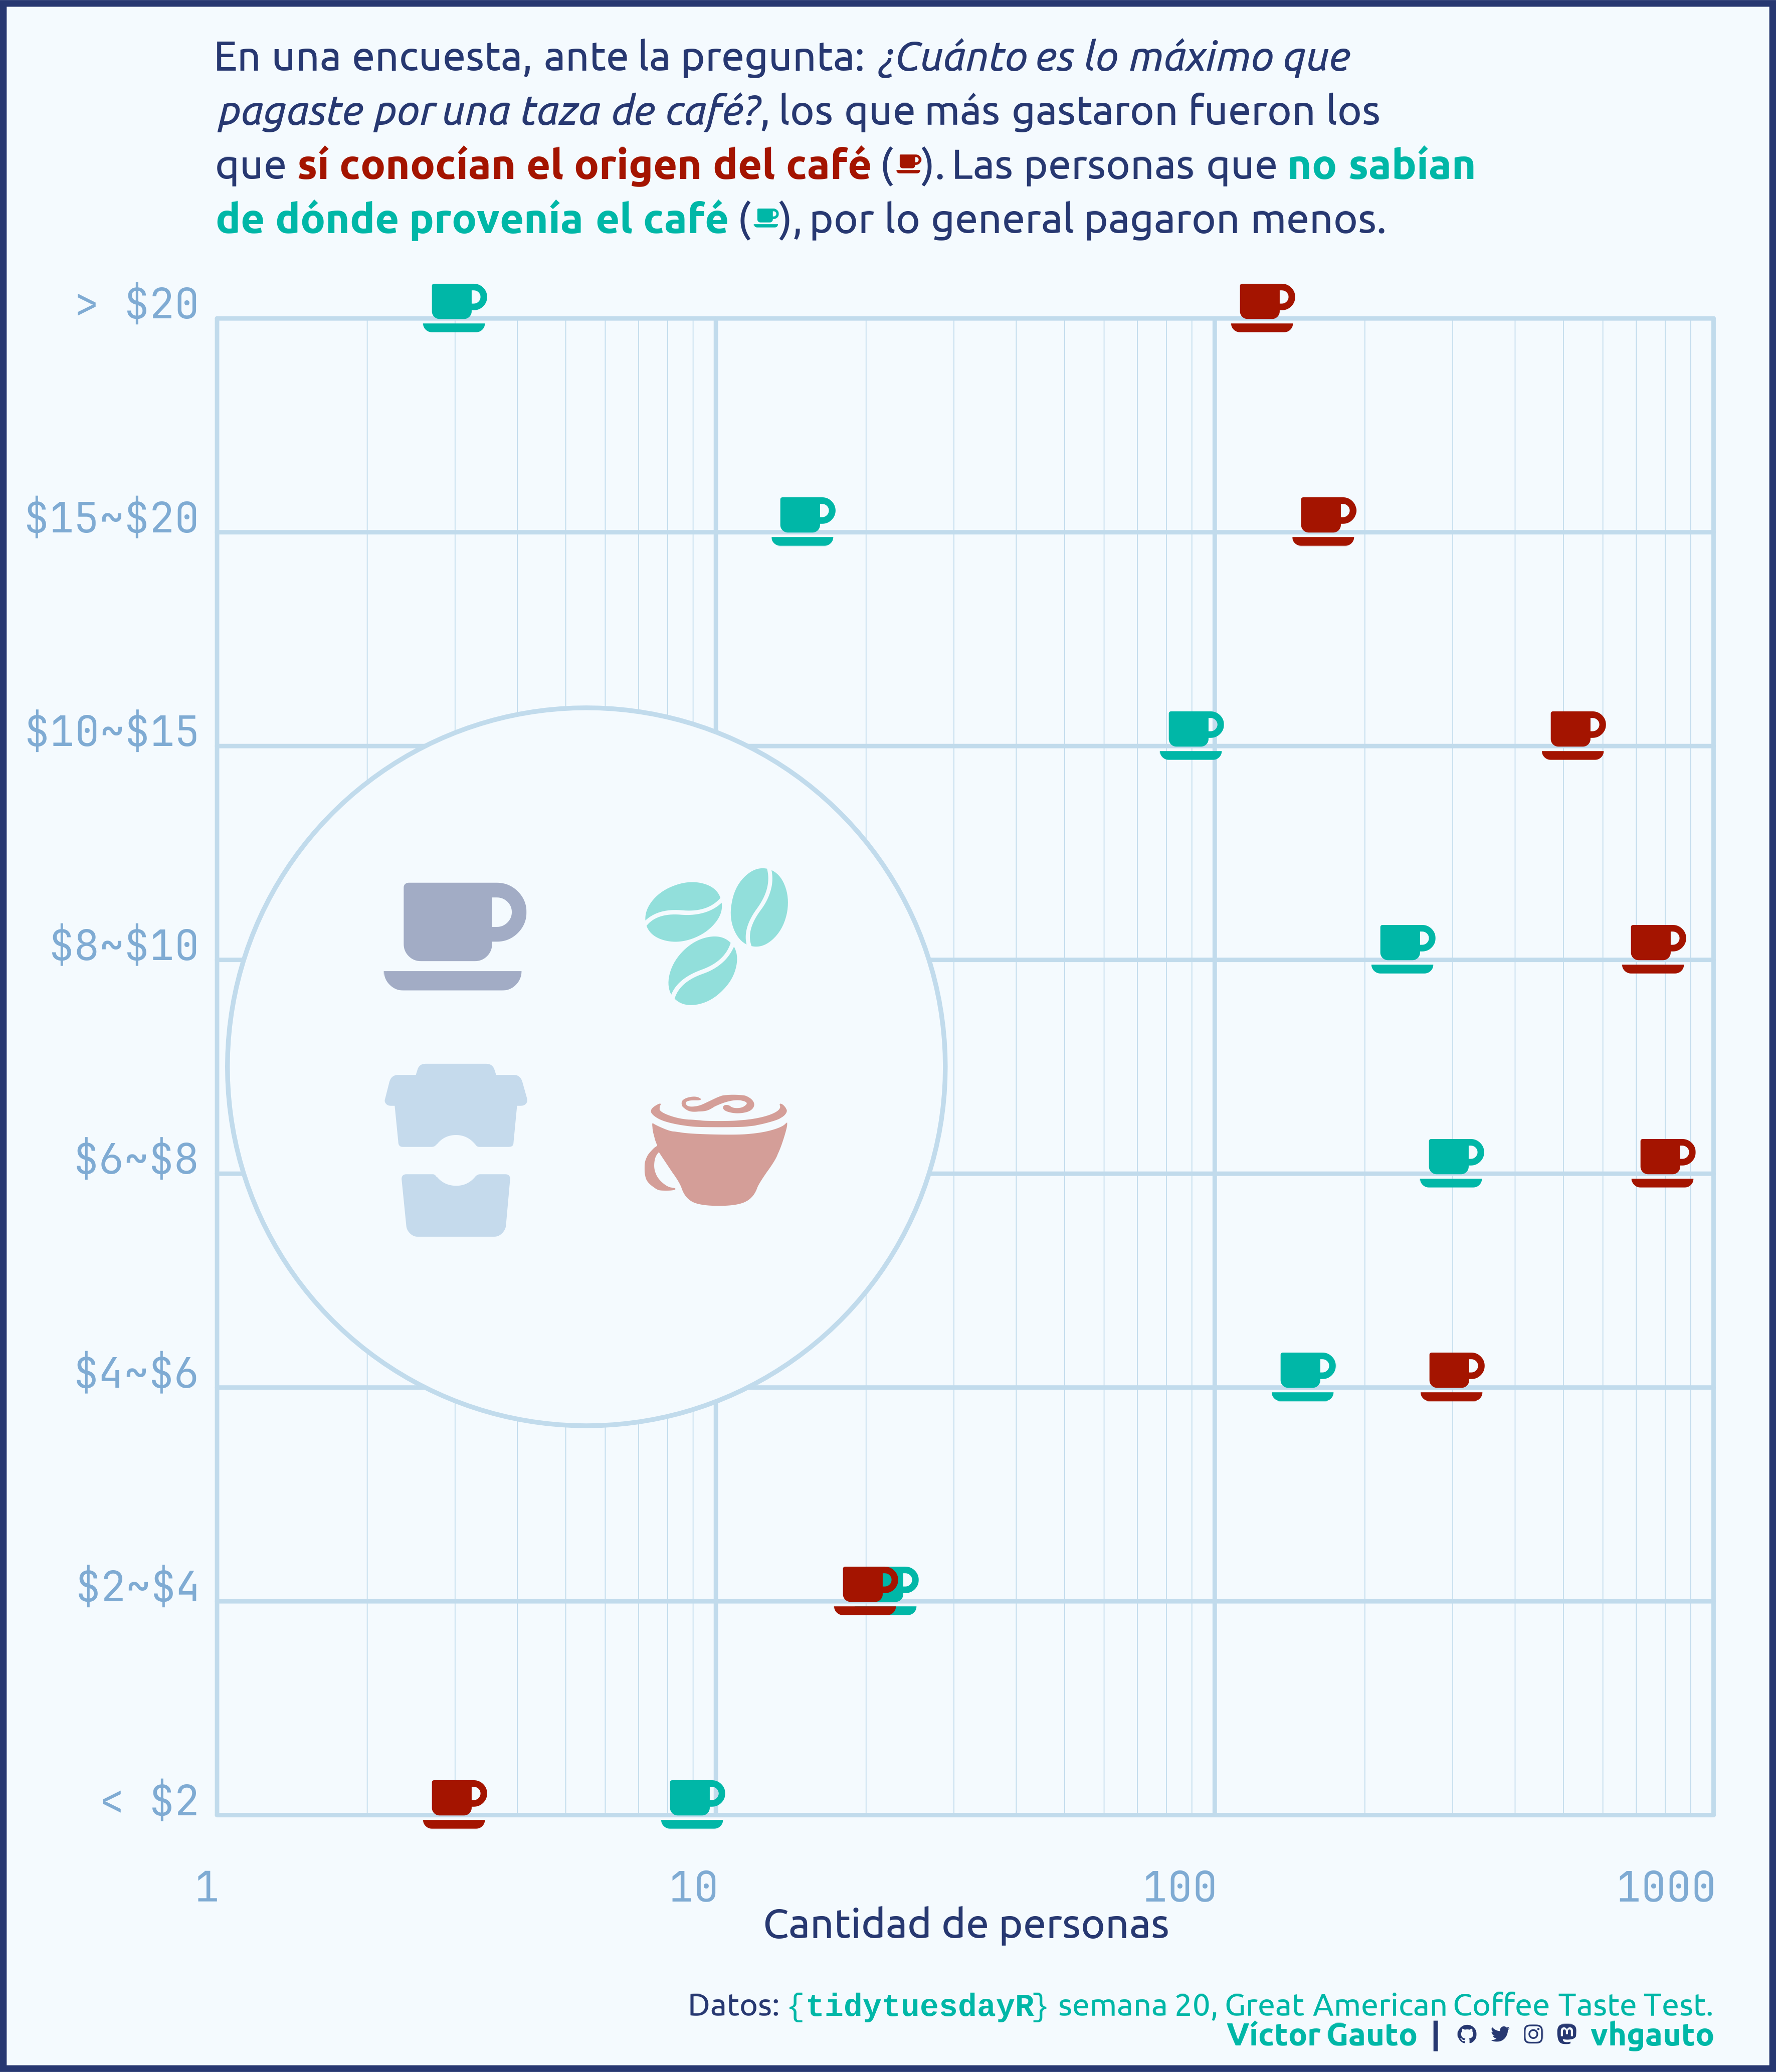 En una encuesta, ante la pregunta: ¿Cuánto es lo máximo que
pagaste por una taza de café?, los que más gastaron fueron los
que sí conocían el origen del café (). Las personas que no sabían
de dónde provenía el café (), por lo general pagaron menos.
> $20
$15~$20
$10~$15
$8~$10
$6~$8
$4~$6
$2~$4
< $2
1 10 100 1000
Cantidad de personas
Datos: {tidytuesdayR} semana 20, Great American Coffee Taste Test.
Víctor Gauto | vhgauto